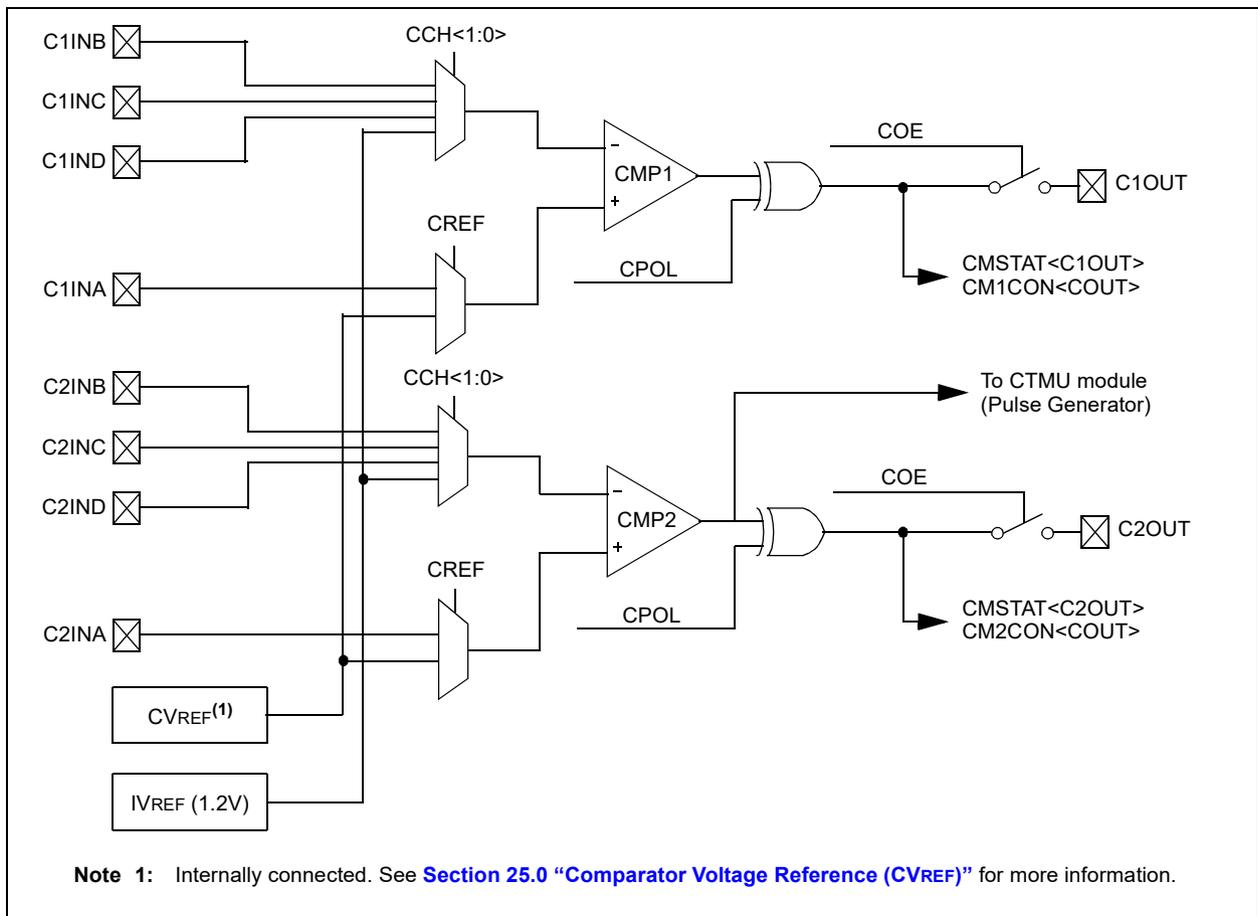 CCH<1:0>
C1INB
C1INC
C1IND
COE
-
CMP1
+
C1OUT
CREF
C1INA
CPOL
CMSTAT<C1OUT>
CM1CON<COUT>
CCH<1:0>
C2INB
C2INC
C2IND
To CTMU module
(Pulse Generator)
COE
-
CMP2
+
C2OUT
CREF
C2INA
CPOL
CMSTAT<C2OUT>
CM2CON<COUT>
CVREF(1)
IVREF (1.2V)
Note 1: Internally connected. See Section 25.0 “Comparator Voltage Reference (CVREF)” for more information.